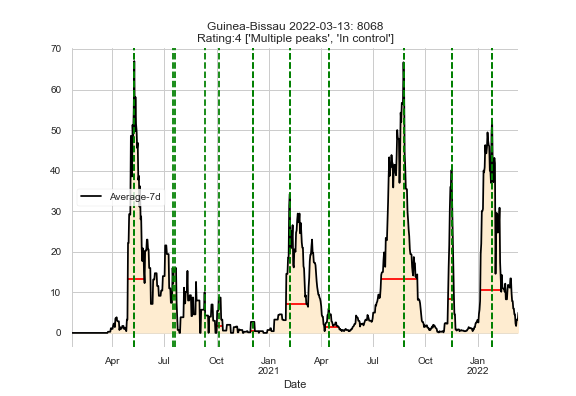 Guinea-Bissau 2022-03-13: 8068
Rating:4 ['Multiple peaks', 'In control']
70
60
50
40
30
20
10
0
Average-7d
Apr Jul Oct Jan Apr Jul Oct Jan
2021 2022
Date